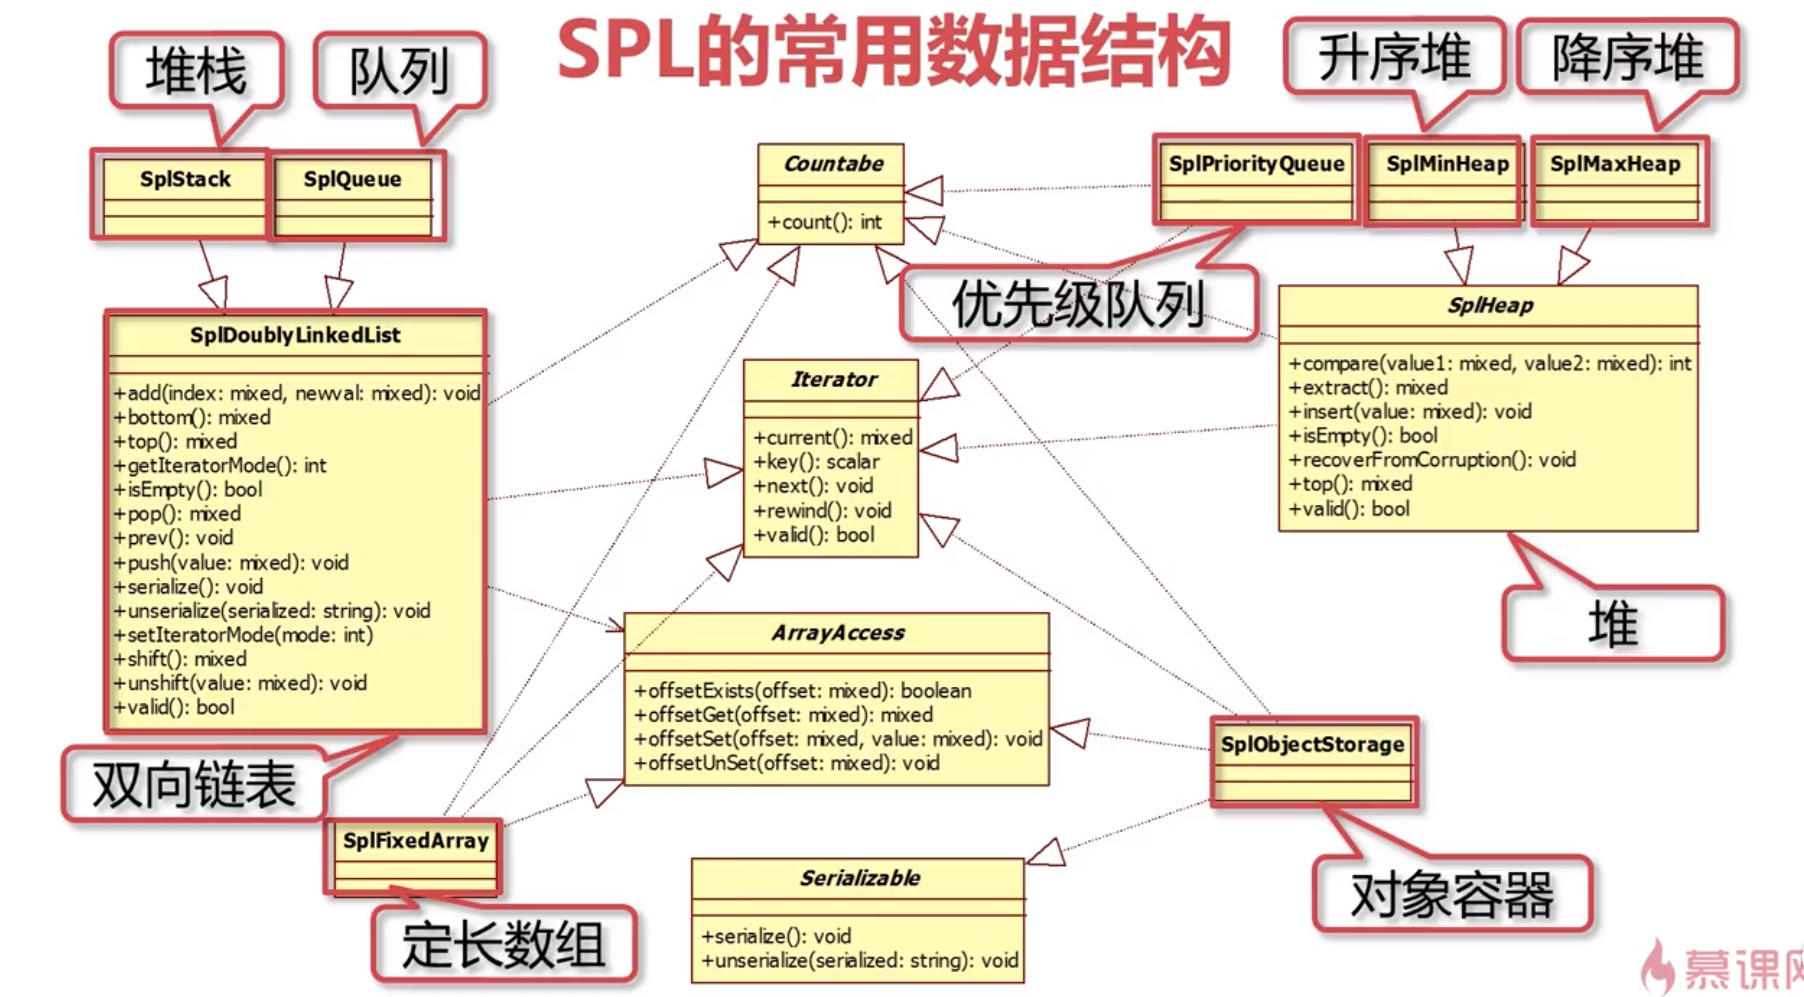 SPL的常用数据结构
堆栈
队列
升序堆
降序堆
SplStack
SplQueue
Countabe
+count(): int
SplPriorityQueue
SplMinHeap
SplMaxHeap
优先级队列
SplDoublyLinkedList
+add(index: mixed, newval: mixed): void
+bottom(): mixed
+top(): mixed
+getIteratorMode(): int
+isEmpty(): bool
+pop(): mixed
+prev(): void
+push(value: mixed): void
+serialize(): void
+unserialize(serialized: string): void
+setIteratorMode(mode: int)
+shift(): mixed
+unshift(value: mixed): void
+valid(): bool
双向链表
Iterator
+current(): mixed
+key(): scalar
+next(): void
+rewind(): void
+valid(): bool
SplHeap
+compare(value1: mixed, value2: mixed): int
+extract(): mixed
+insert(value: mixed): void
+isEmpty(): bool
+recoverFromCorruption(): void
+top(): mixed
+valid(): bool
堆
ArrayAccess
+offsetExists(offset: mixed): boolean
+offsetGet(offset: mixed): mixed
+offsetSet(offset: mixed, value: mixed): void
+offsetUnSet(offset: mixed): void
SplObjectStorage
对象容器
SplFixedArray
定长数组
Serializable
+serialize(): void
+unserialize(serialized: string): void
慕课网